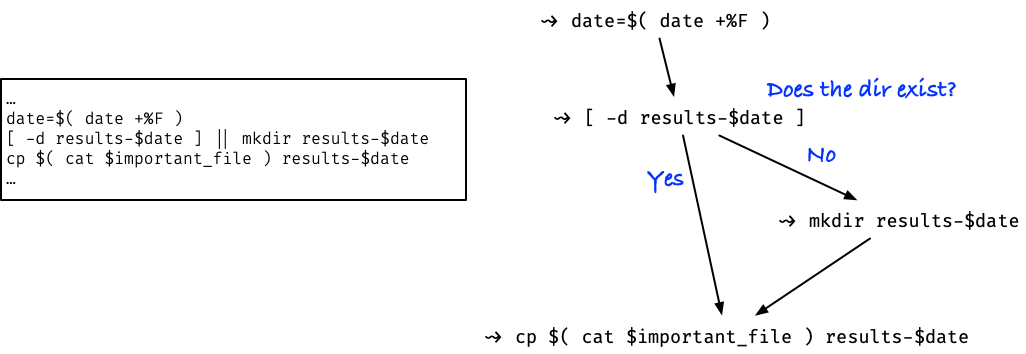 …
date=$( date +%F )
[ -d results-$date ] || mkdir results-$date
cp $( cat $important_file ) results-$date
…
⇝ date=$( date +%F )
Does the dir exist?
⇝ [ -d results-$date ]
No
Yes
⇝ mkdir results-$date
⇝ cp $( cat $important_file ) results-$date